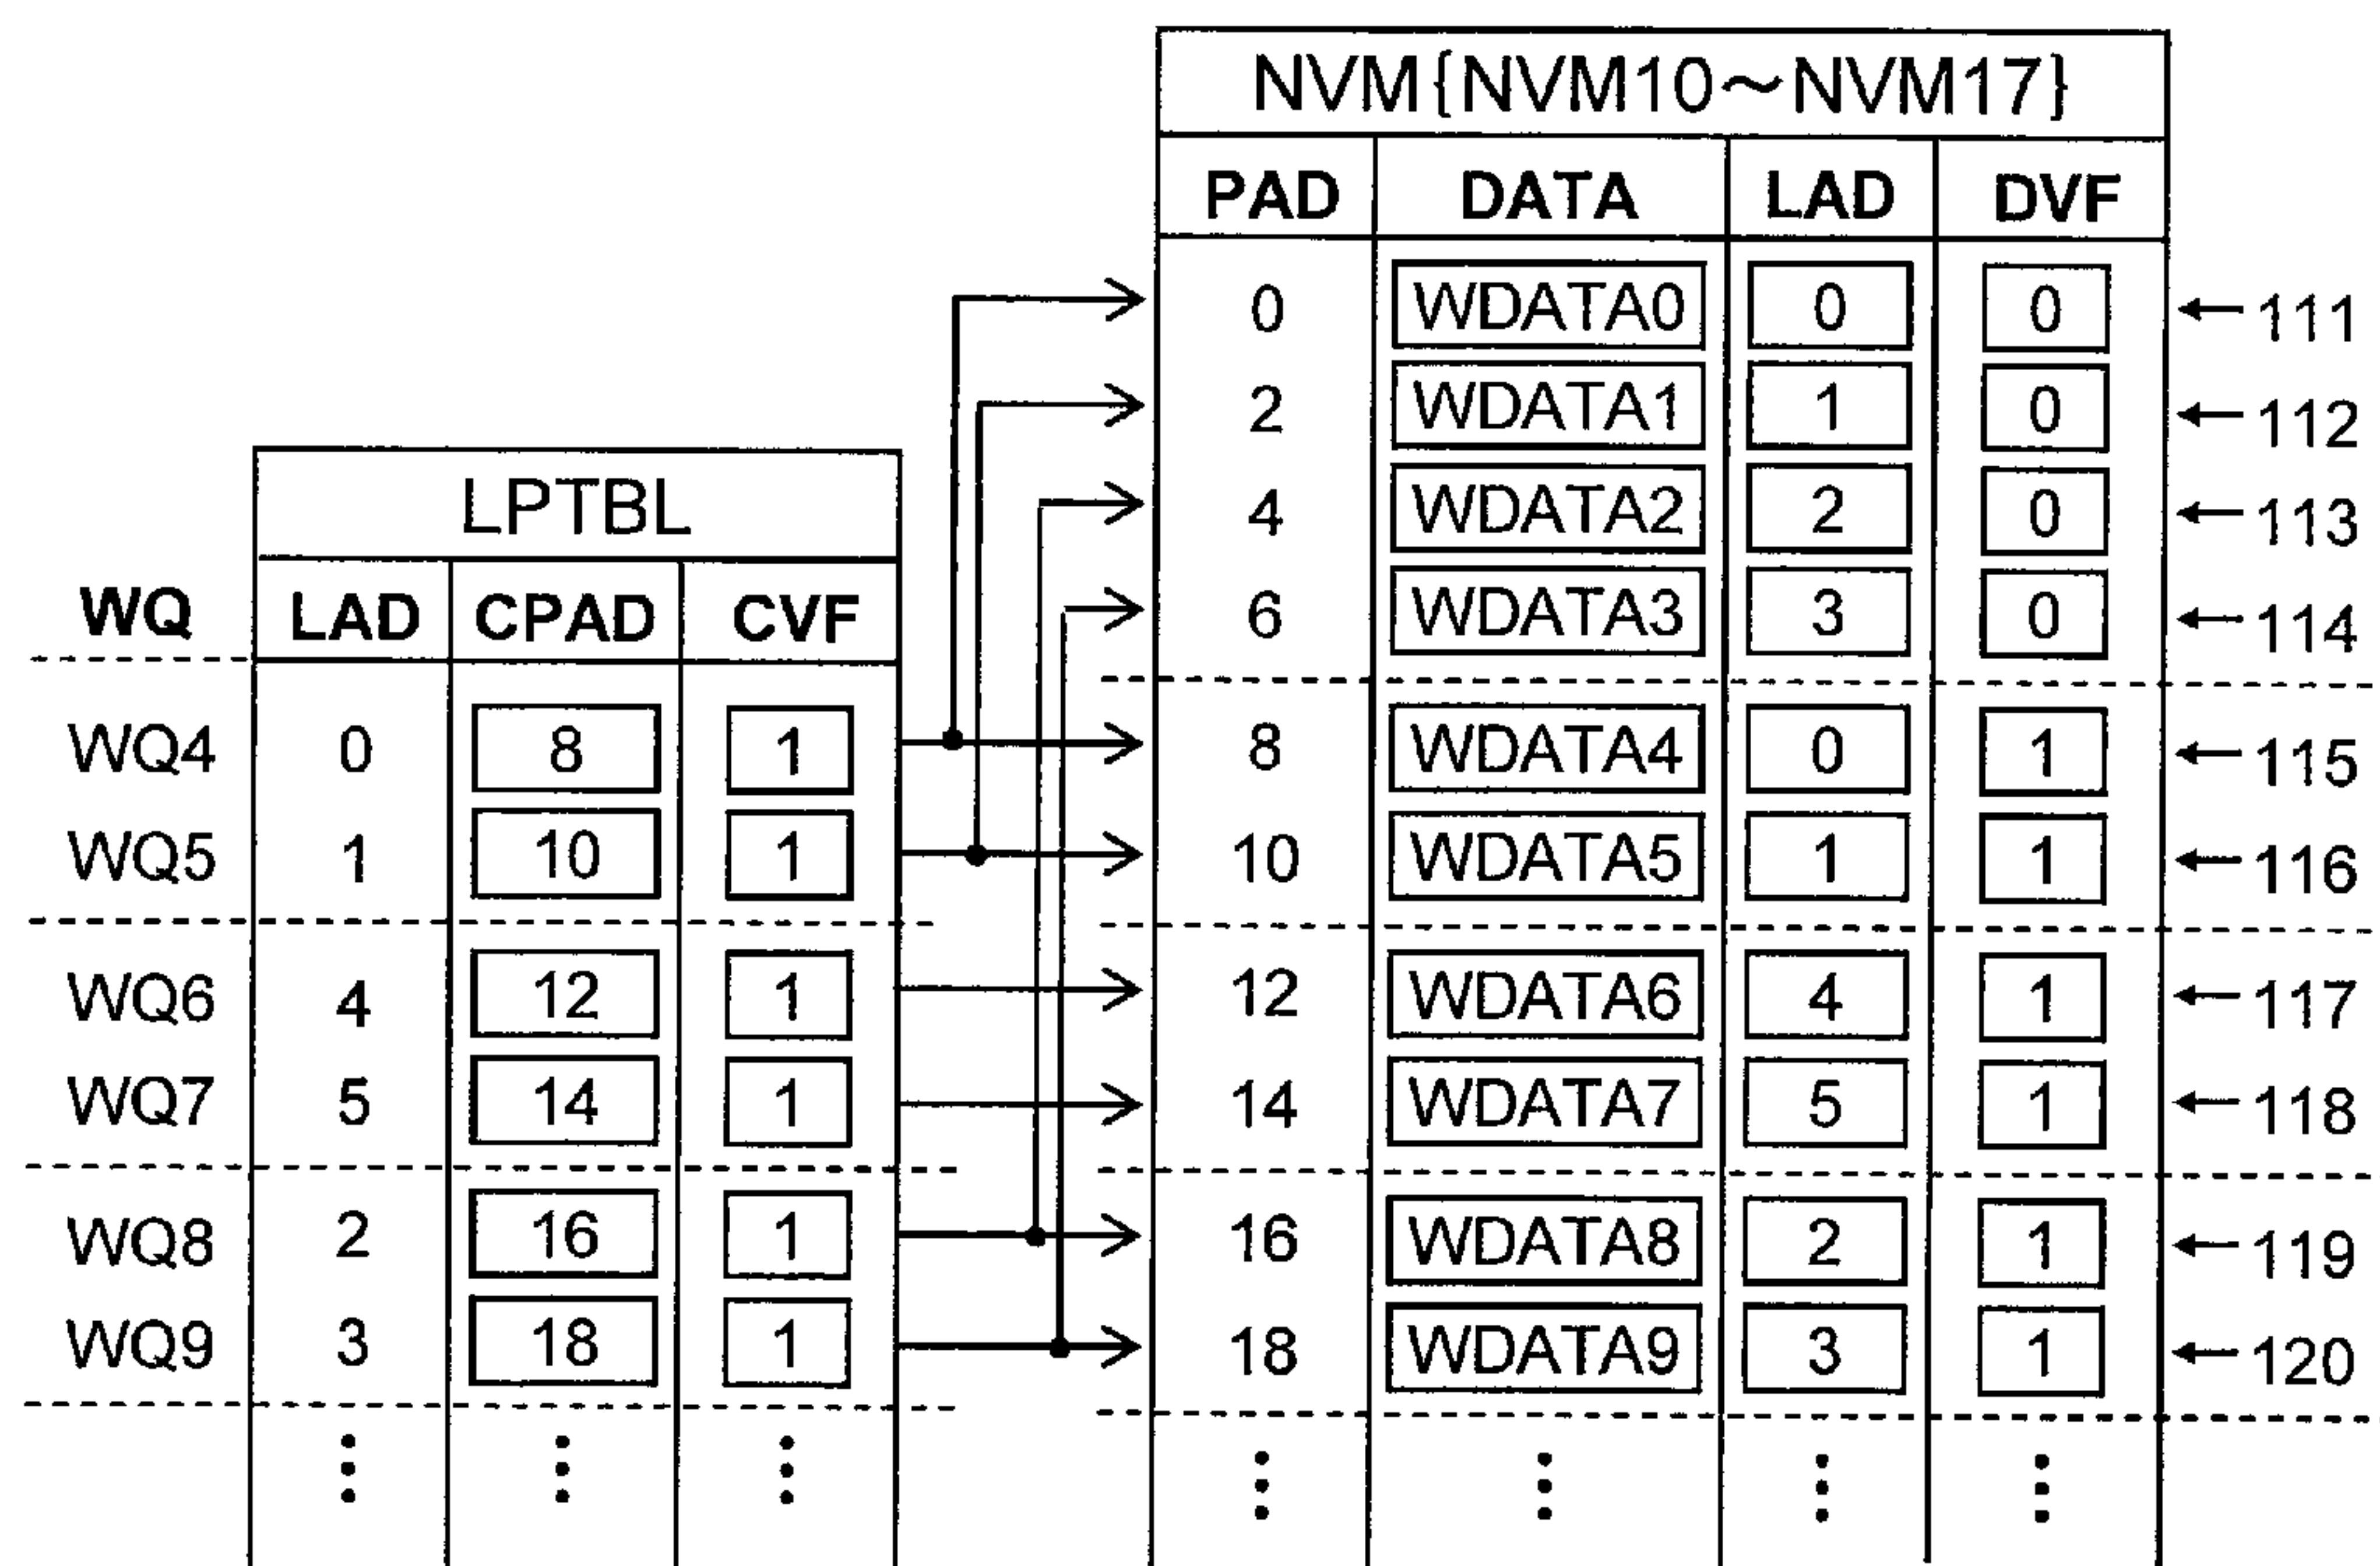 NVM{NVM10～NVM17}
PAD DATA LAD DVF
0 WDATA0 0 0 ←111
2 WDATA1 1 0 ←112
4 WDATA2 2 0 ←113
6 WDATA3 3 0 ←114
8 WDATA4 0 1 ←115
10 WDATA5 1 1 ←116
12 WDATA6 4 1 ←117
14 WDATA7 5 1 ←118
16 WDATA8 2 1 ←119
18 WDATA9 3 1 ←120
LPTBL
WQ LAD CPAD CVF
WQ4 0 8 1
WQ5 1 10 1
WQ6 4 12 1
WQ7 5 14 1
WQ8 2 16 1
WQ9 3 18 1